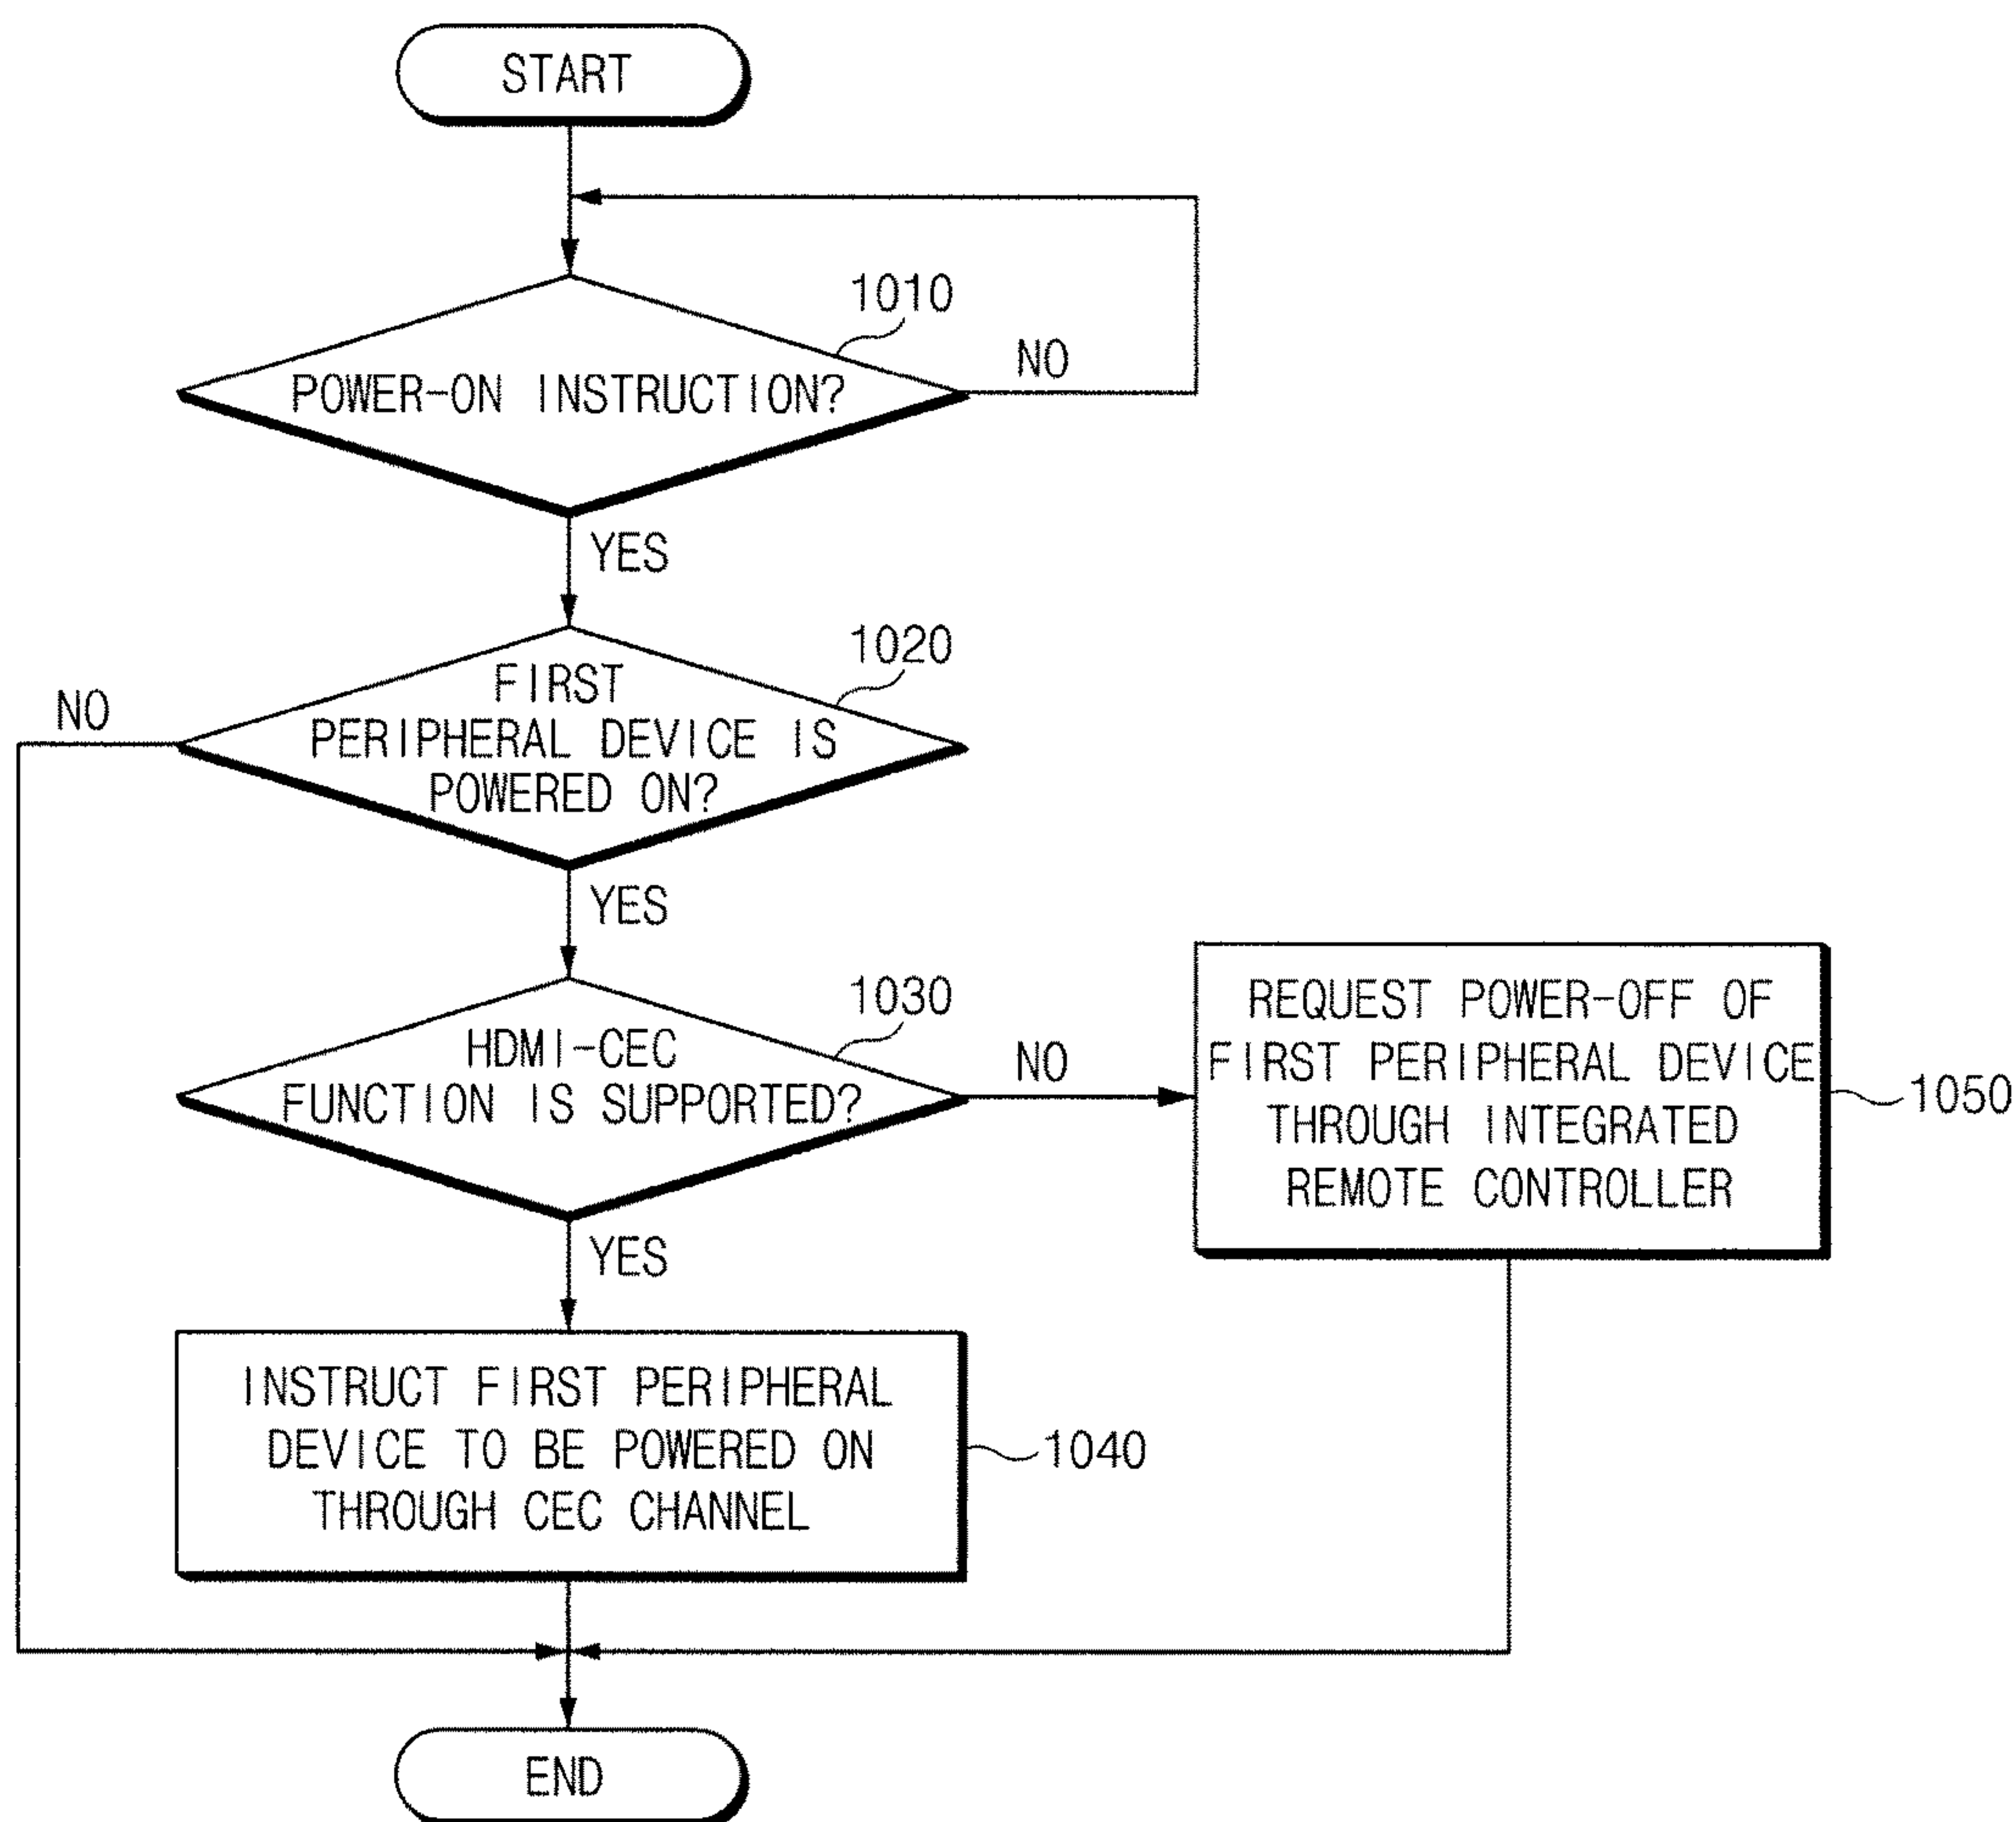 START
1010
POWER-ON INSTRUCTION?
NO
YES
1020
FIRST
PERIPHERAL DEVICE IS
POWERED ON?
NO
YES
1030
HDMI-CEC
FUNCTION IS SUPPORTED?
NO
YES
REQUEST POWER-OFF OF
FIRST PERIPHERAL DEVICE
THROUGH INTEGRATED
REMOTE CONTROLLER
1050
INSTRUCT FIRST PERIPHERAL
DEVICE TO BE POWERED ON
THROUGH CEC CHANNEL
1040
END